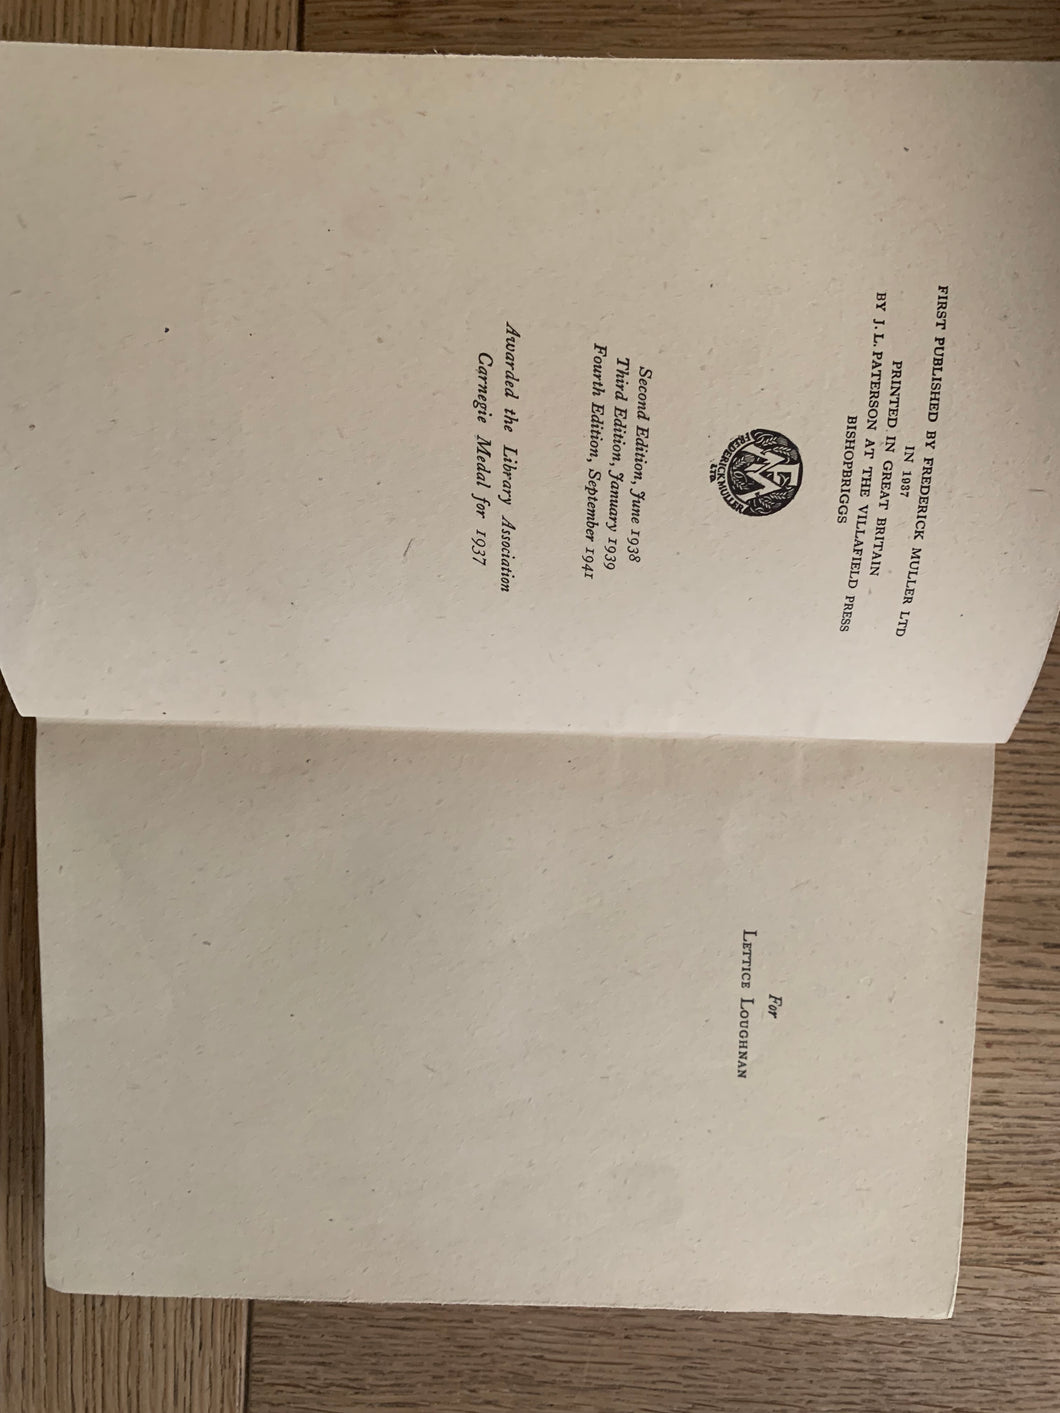 FIRST PUBLISHED BY FREDERICK MULLER LTD
IN 1937
PRINTED IN GREAT BRITAIN
BY J. L. PATERSON AT THE VILLAFIELD PRESS
BISHOPBRIGGS
FM
FREDERICK MULLER
LTD.
Second Edition, June 1938
Third Edition, January 1939
Fourth Edition, September 1941
Awarded the Library Association
Carnegie Medal for 1937
For
LETTICE LOUGHNAN